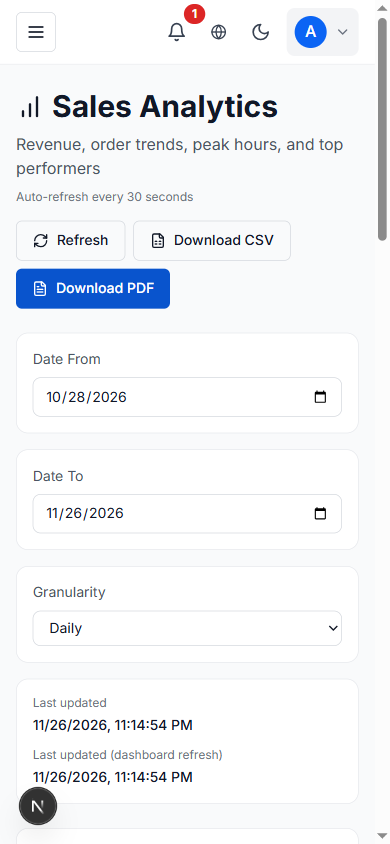 1
A
Sales Analytics
Revenue, order trends, peak hours, and top
performers
Auto-refresh every 30 seconds
Refresh
Download CSV
Download PDF
Date From
10/28/2026
Date To
11/26/2026
Granularity
Daily
Last updated
11/26/2026, 11:14:54 PM
Last updated (dashboard refresh)
11/26/2026, 11:14:54 PM
N